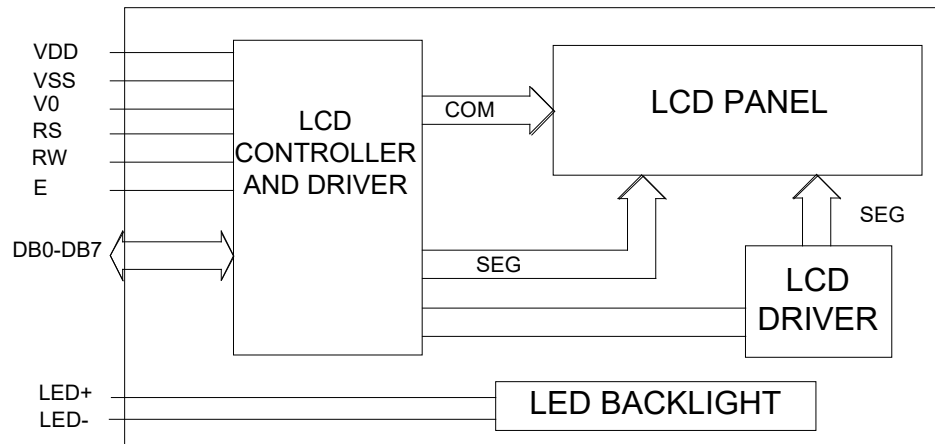 VDD
VSS
V0
RS
RW
E
DB0-DB7
LED+
LED-
LCD
CONTROLLER
AND DRIVER
COM
SEG
LCD PANEL
SEG
LCD
DRIVER
LED BACKLIGHT